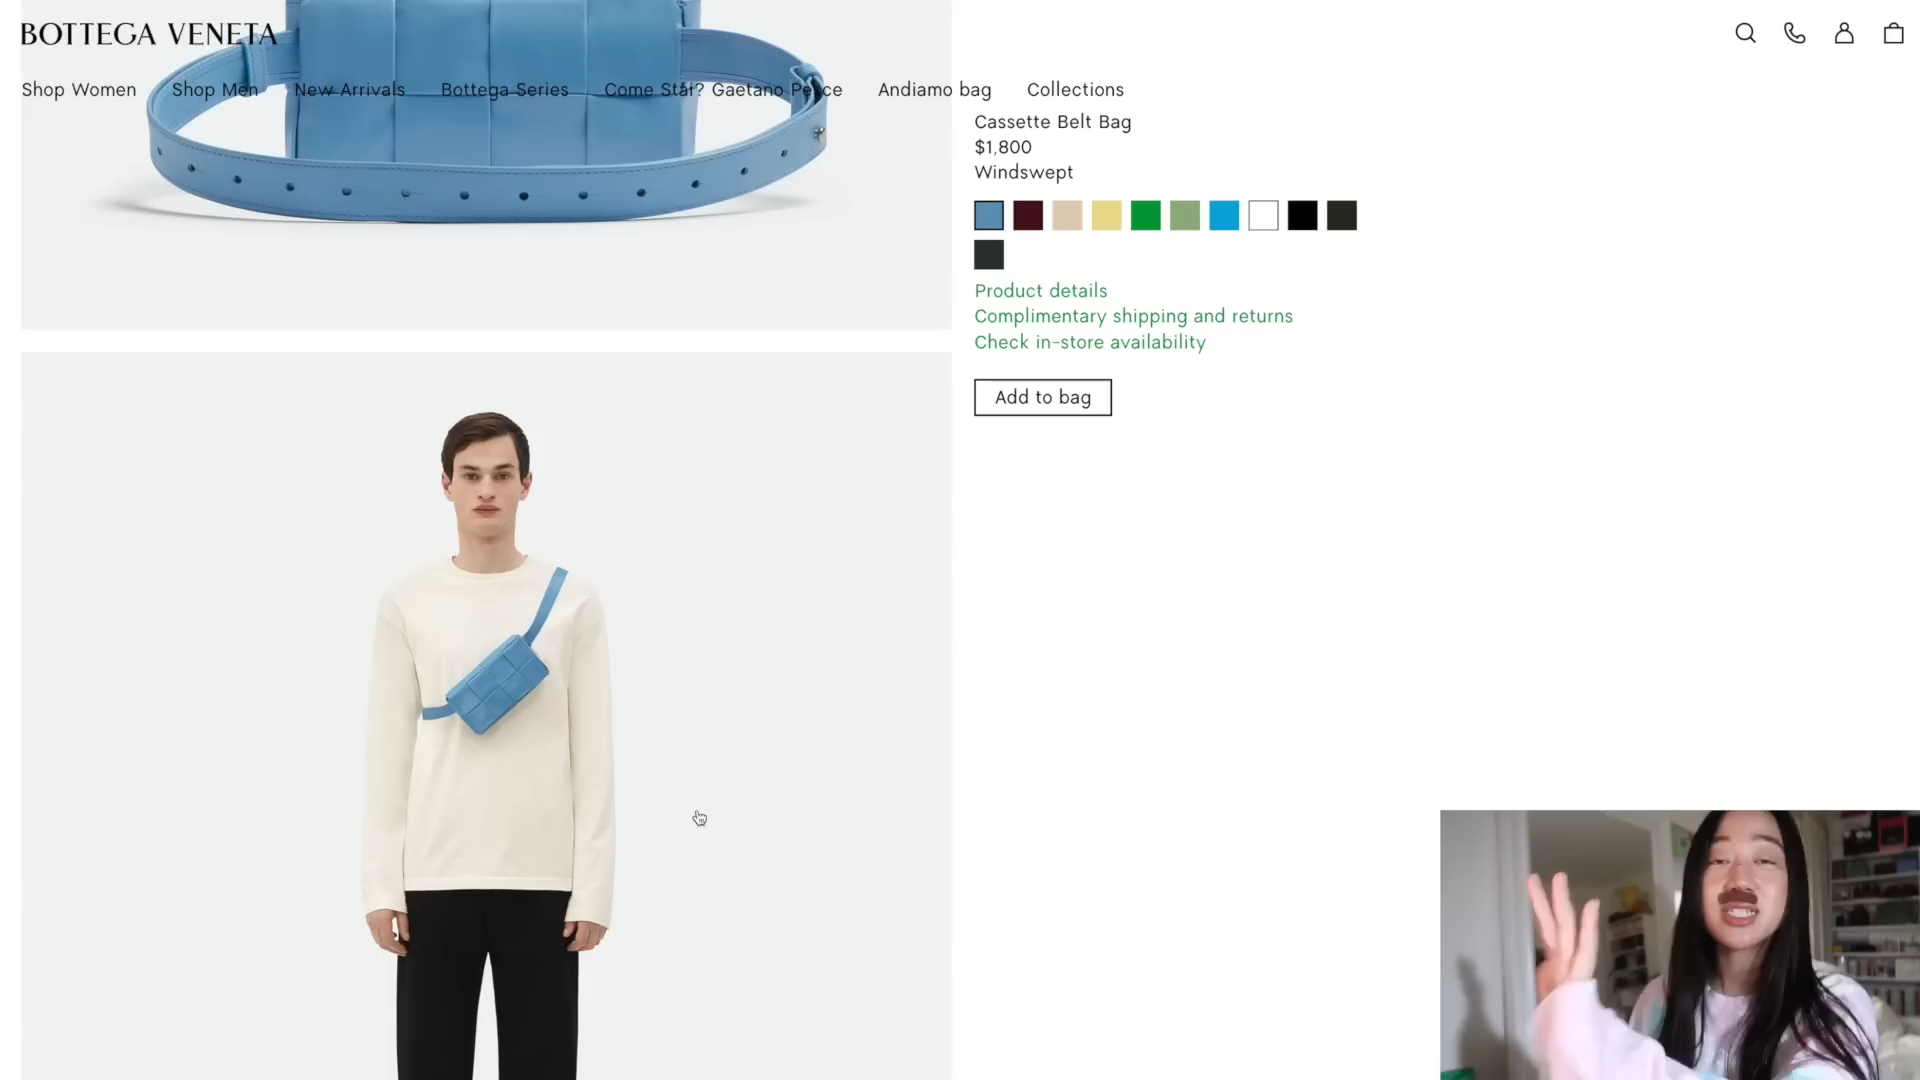 BOTTEGA VENETA
Shop Women Shop Men New Arrivals Bottega Series Come Stai? Gaetano Pesce Andiamo bag Collections
Cassette Belt Bag
$1,800
Windswept
Product details
Complimentary shipping and returns
Check in-store availability
Add to bag